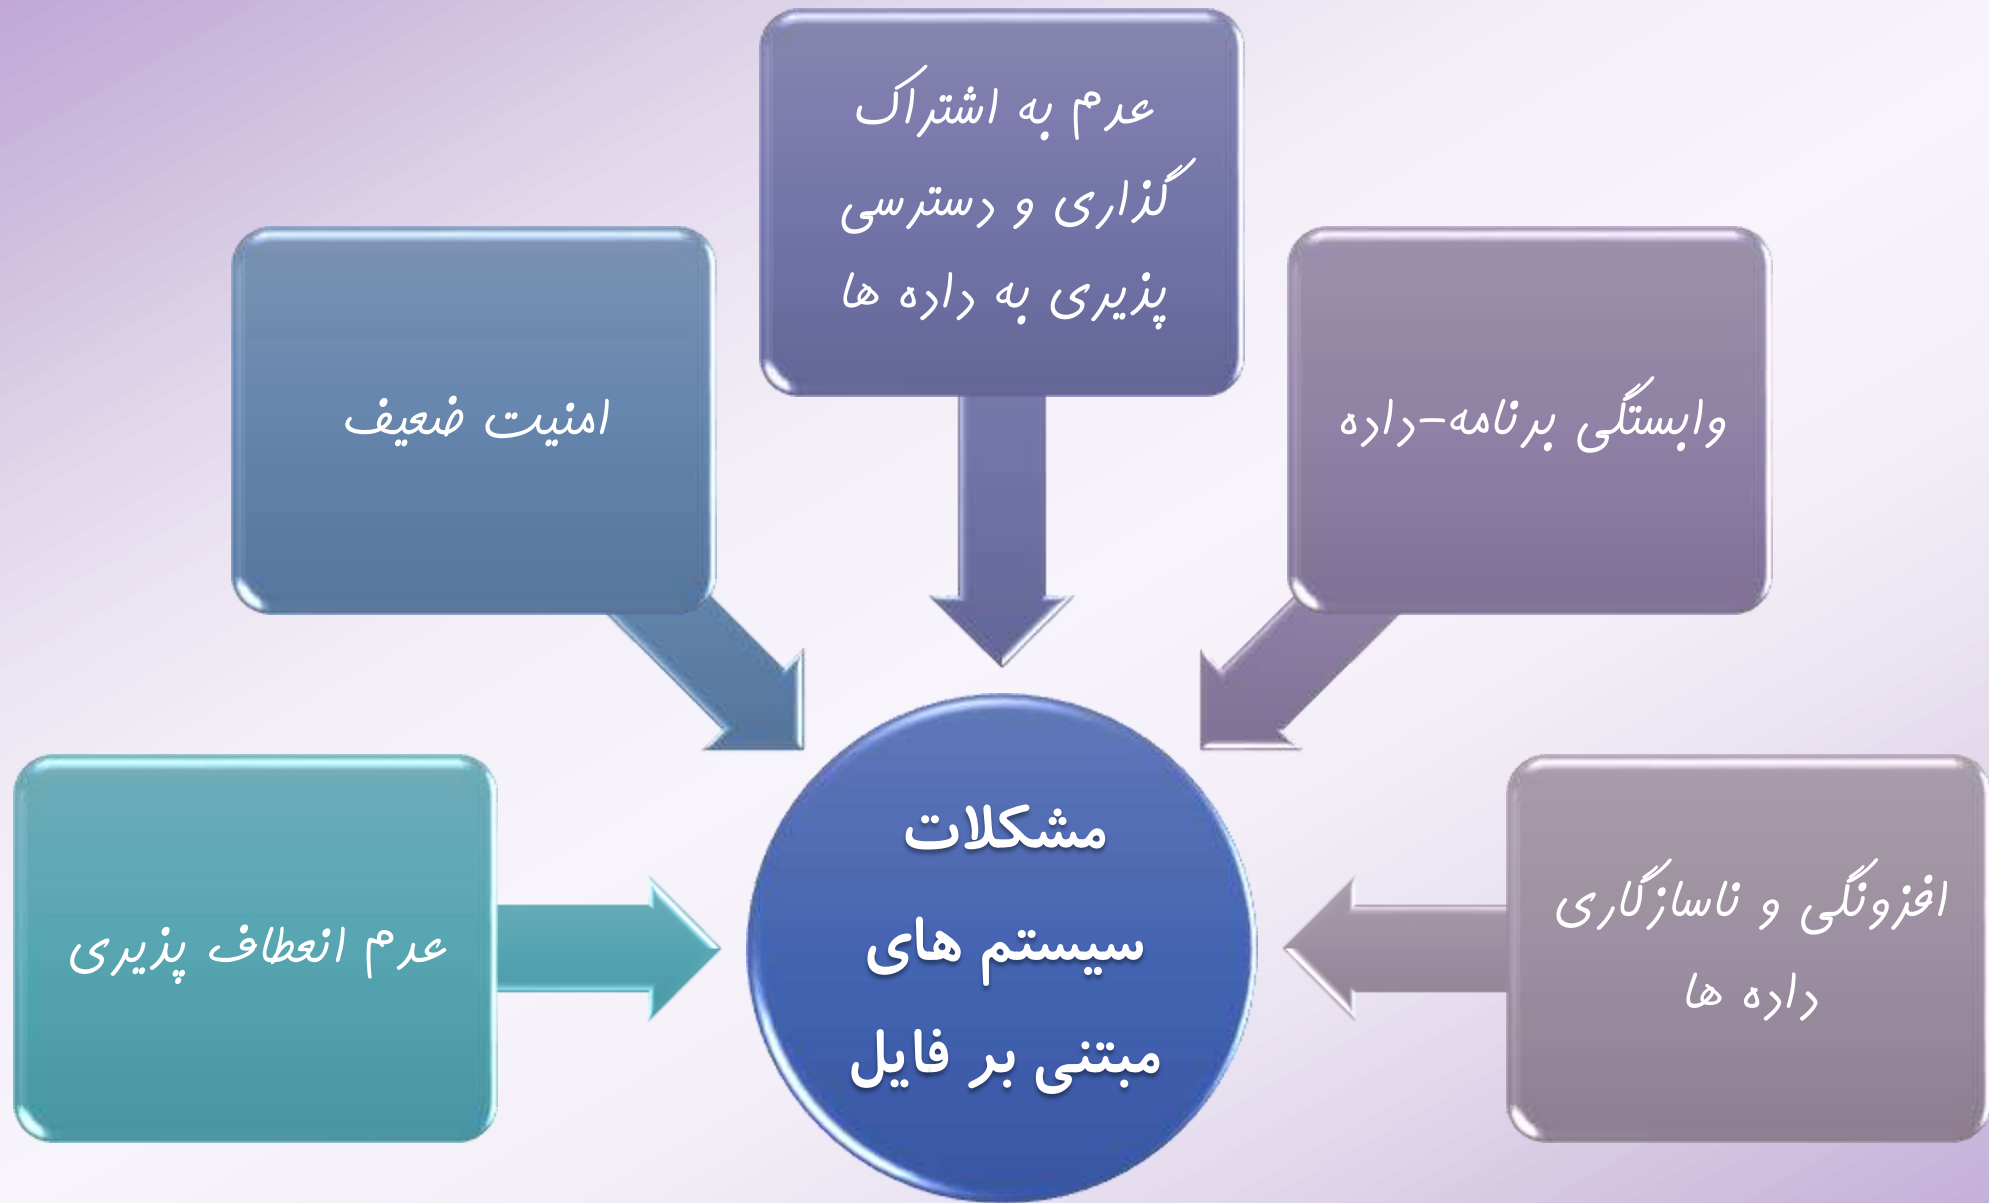 عدم به اشتراک
گذاری و دسترسی
پزیری به داده ها
وابستگی برنامه-داده
امنیت ضعیف
افزونگی و ناسازگاری
داده ها
عدم انعطاف پزیری
مشکلات
سیستم های
مبتنی بر فایل